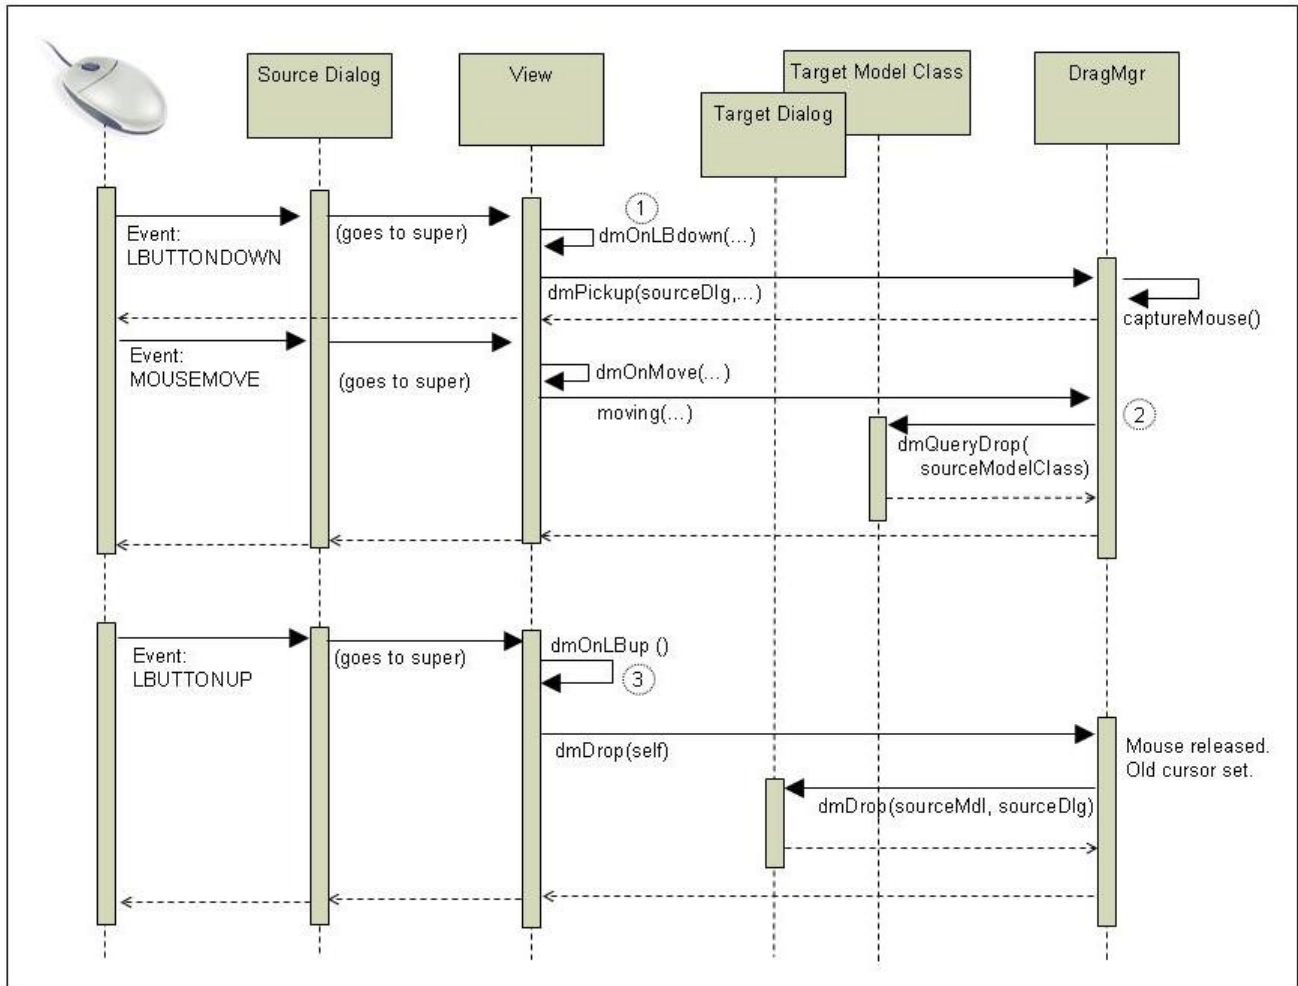 Source Dialog
View
Target Model Class
Target Dialog
DragMgr
Event:
LBUTTONDOWN
(goes to super)
1
dmOnLBdown(...)
dmPickup(sourceDlg,...)
captureMouse()
Event:
MOUSEMOVE
(goes to super)
dmOnMove(...)
moving(...)
2
dmQueryDrop(
sourceModelClass)
Event:
LBUTTONUP
(goes to super)
dmOnLBup ()
3
dmDrop(self)
Mouse released.
Old cursor set.
dmDrop(sourceMdl, sourceDlg)